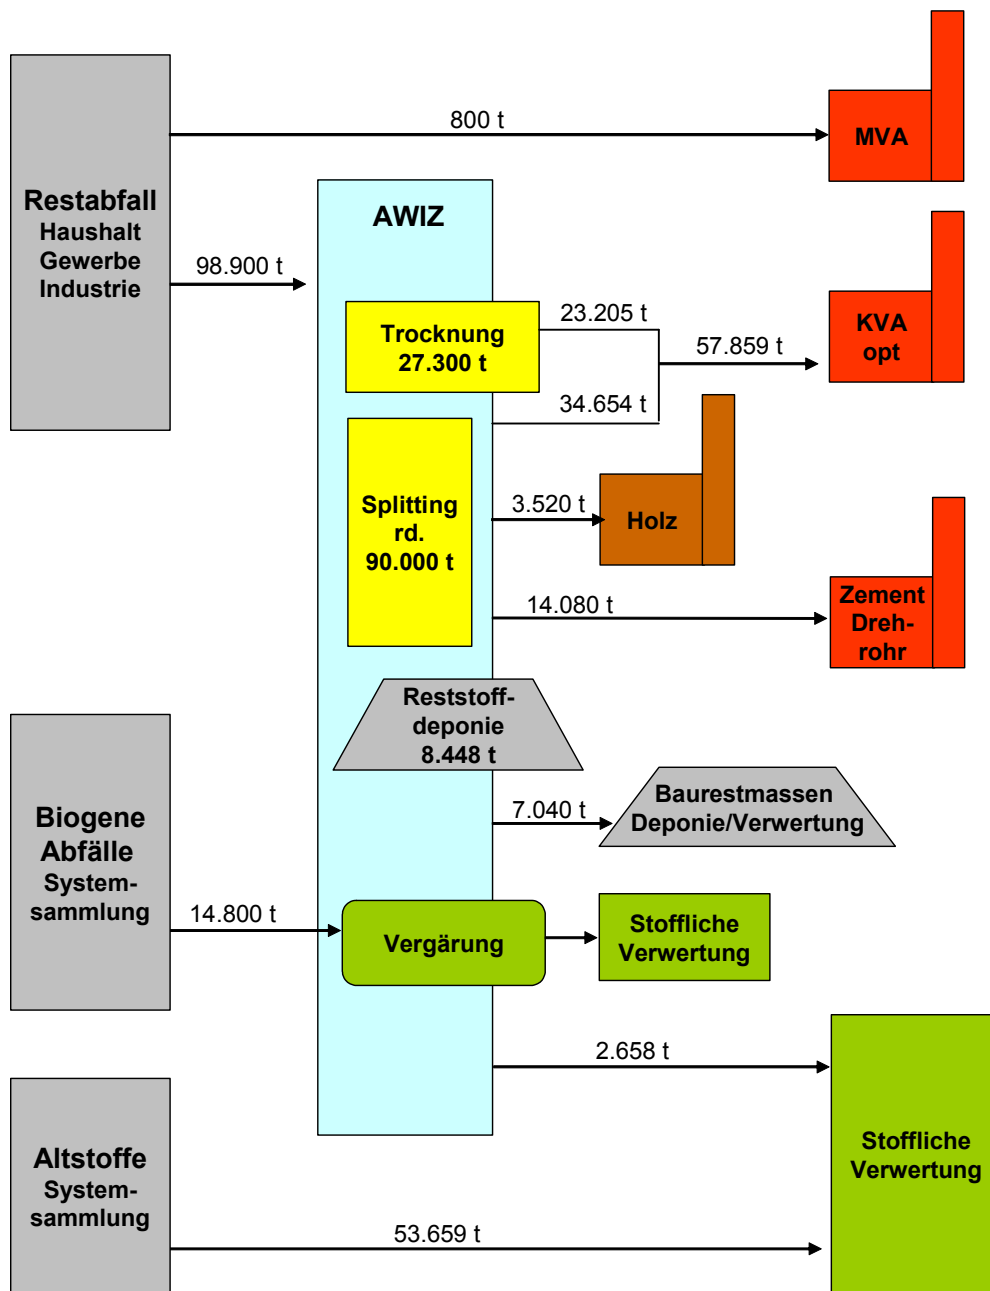 800 t
MVA
Restabfall
Haushalt
Gewerbe
Industrie
98.900 t
AWIZ
Trocknung
27.300 t
23.205 t
57.859 t
34.654 t
KVA
opt
Splitting
rd.
90.000 t
3.520 t
Holz
14.080 t
Zement
Dreh-
rohr
Reststoff-
deponie
8.448 t
7.040 t
Baurestmassen
Deponie/Verwertung
Biogene
Abfälle
System-
sammlung
14.800 t
Vergärung
Stoffliche
Verwertung
2.658 t
Altstoffe
System-
sammlung
53.659 t
Stoffliche
Verwertung